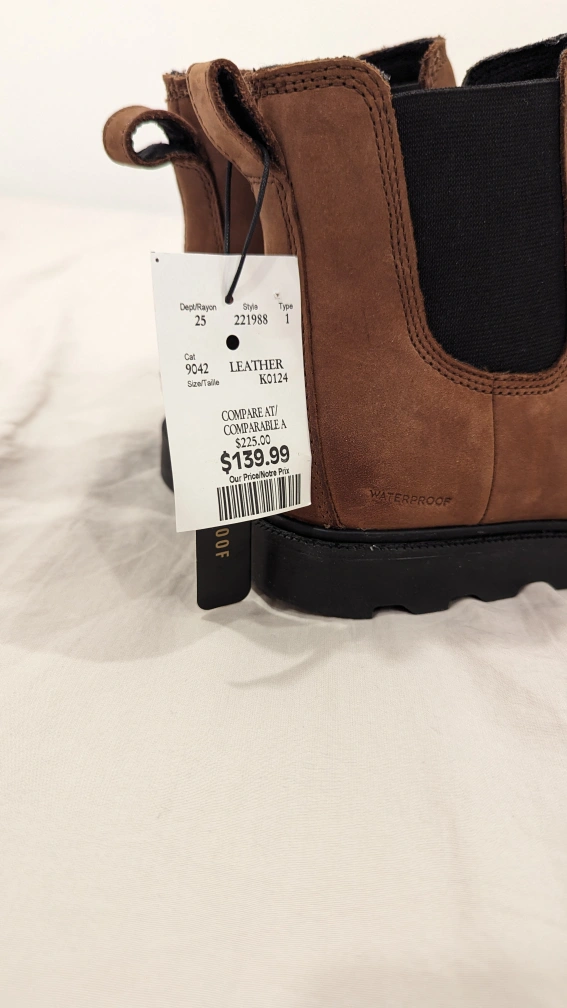 Dept/Rayon Style Type
25 221988 1
Cat
9042 LEATHER
Size/Taille K0124
COMPARE AT/
COMPARABLE A
$225.00
$139.99
Our Price/Notre Prix
WATERPROOF
OOF